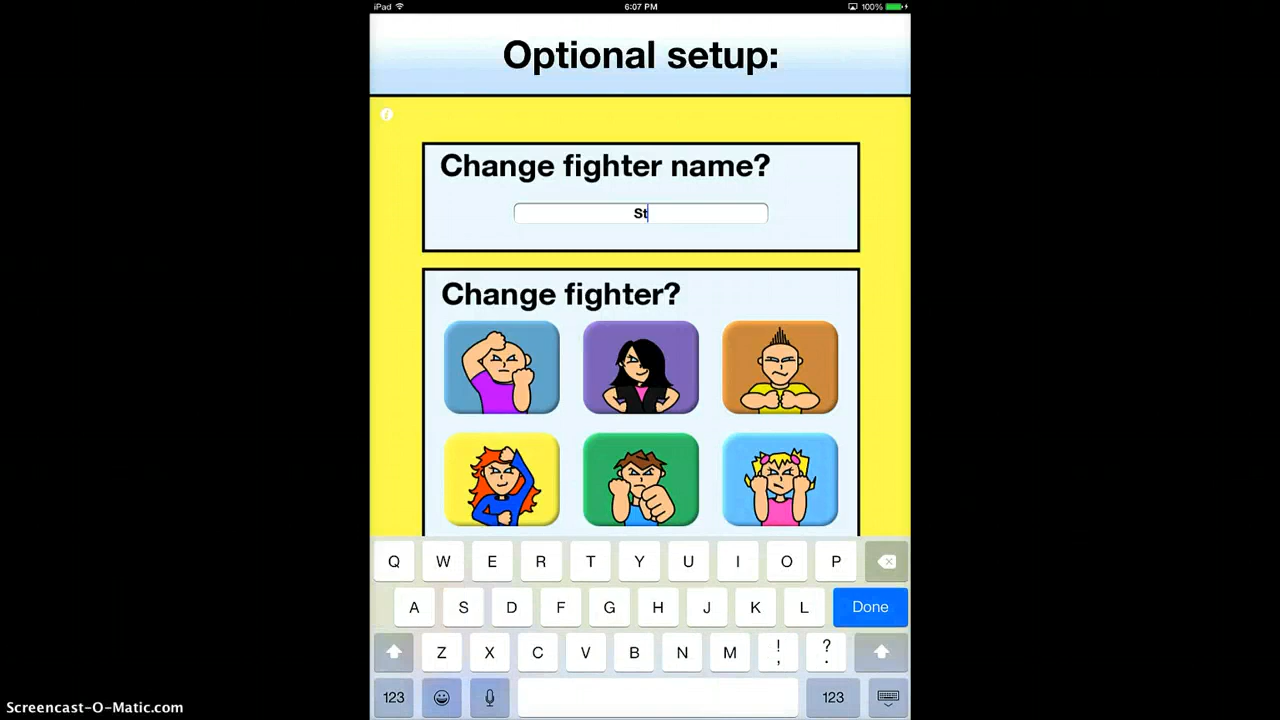 iPad 6:07 PM 100%
Optional setup:
Change fighter name?
St
Change fighter?
Q W E R T Y U I O P
A S D F G H J K L Done
Z X C V B N M ! , ? .
123 123
Screencast-O-Matic.com